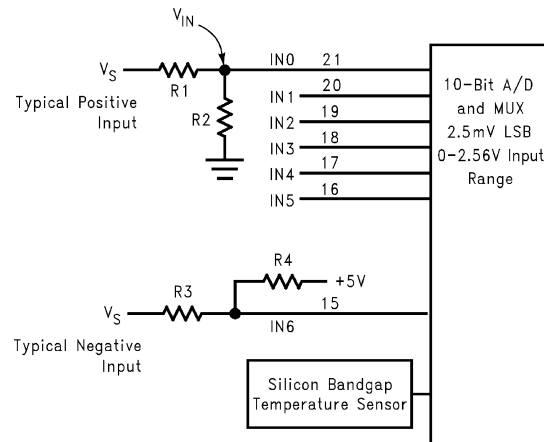 V_IN
V_S
R1
Typical Positive
Input
R2
IN0 21
IN1 20
IN2 19
IN3 18
IN4 17
IN5 16
10-Bit A/D
and MUX
2.5mV LSB
0-2.56V Input
Range
R4
+5V
V_S
R3
15
IN6
Typical Negative
Input
Silicon Bandgap
Temperature Sensor